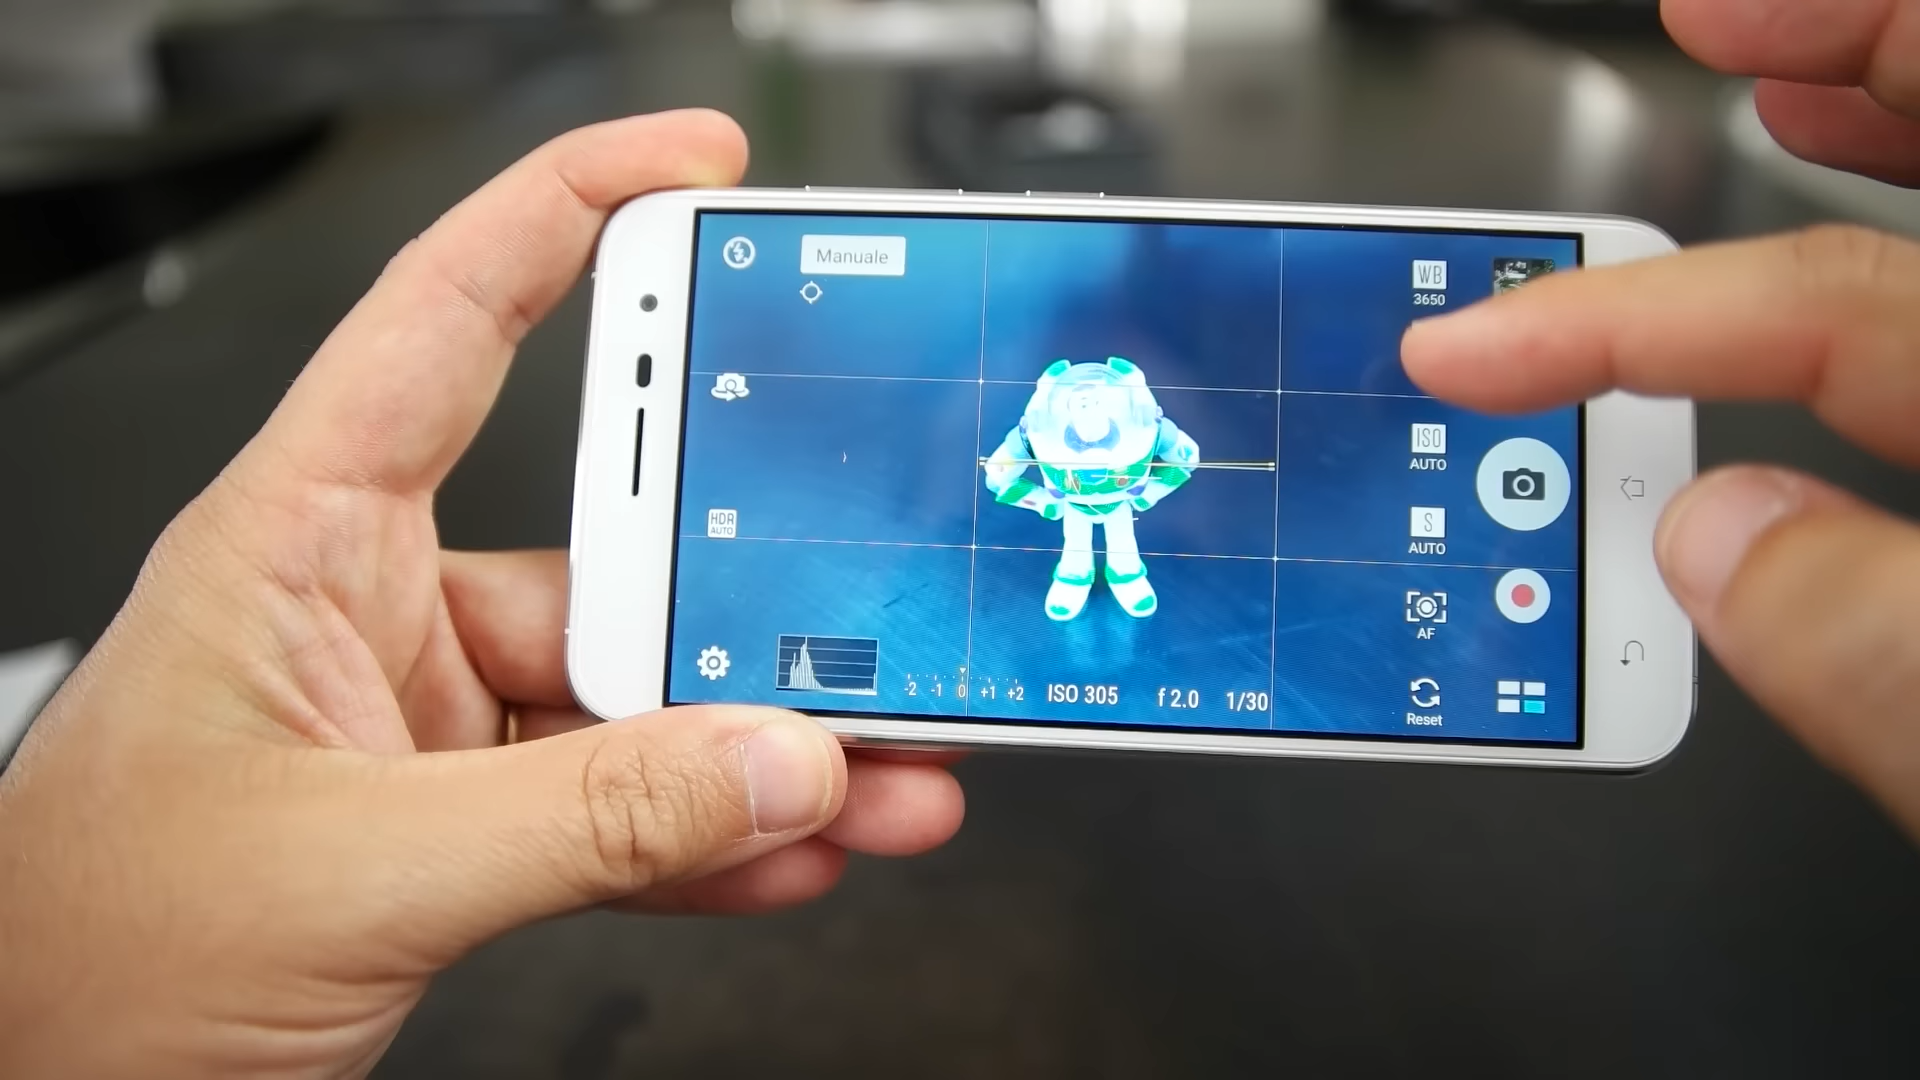 Manuale
WB
3650
ISO
AUTO
S
AUTO
HDR
AUTO
AF
-2 -1 0 +1 +2
ISO 305
f 2.0
1/30
Reset